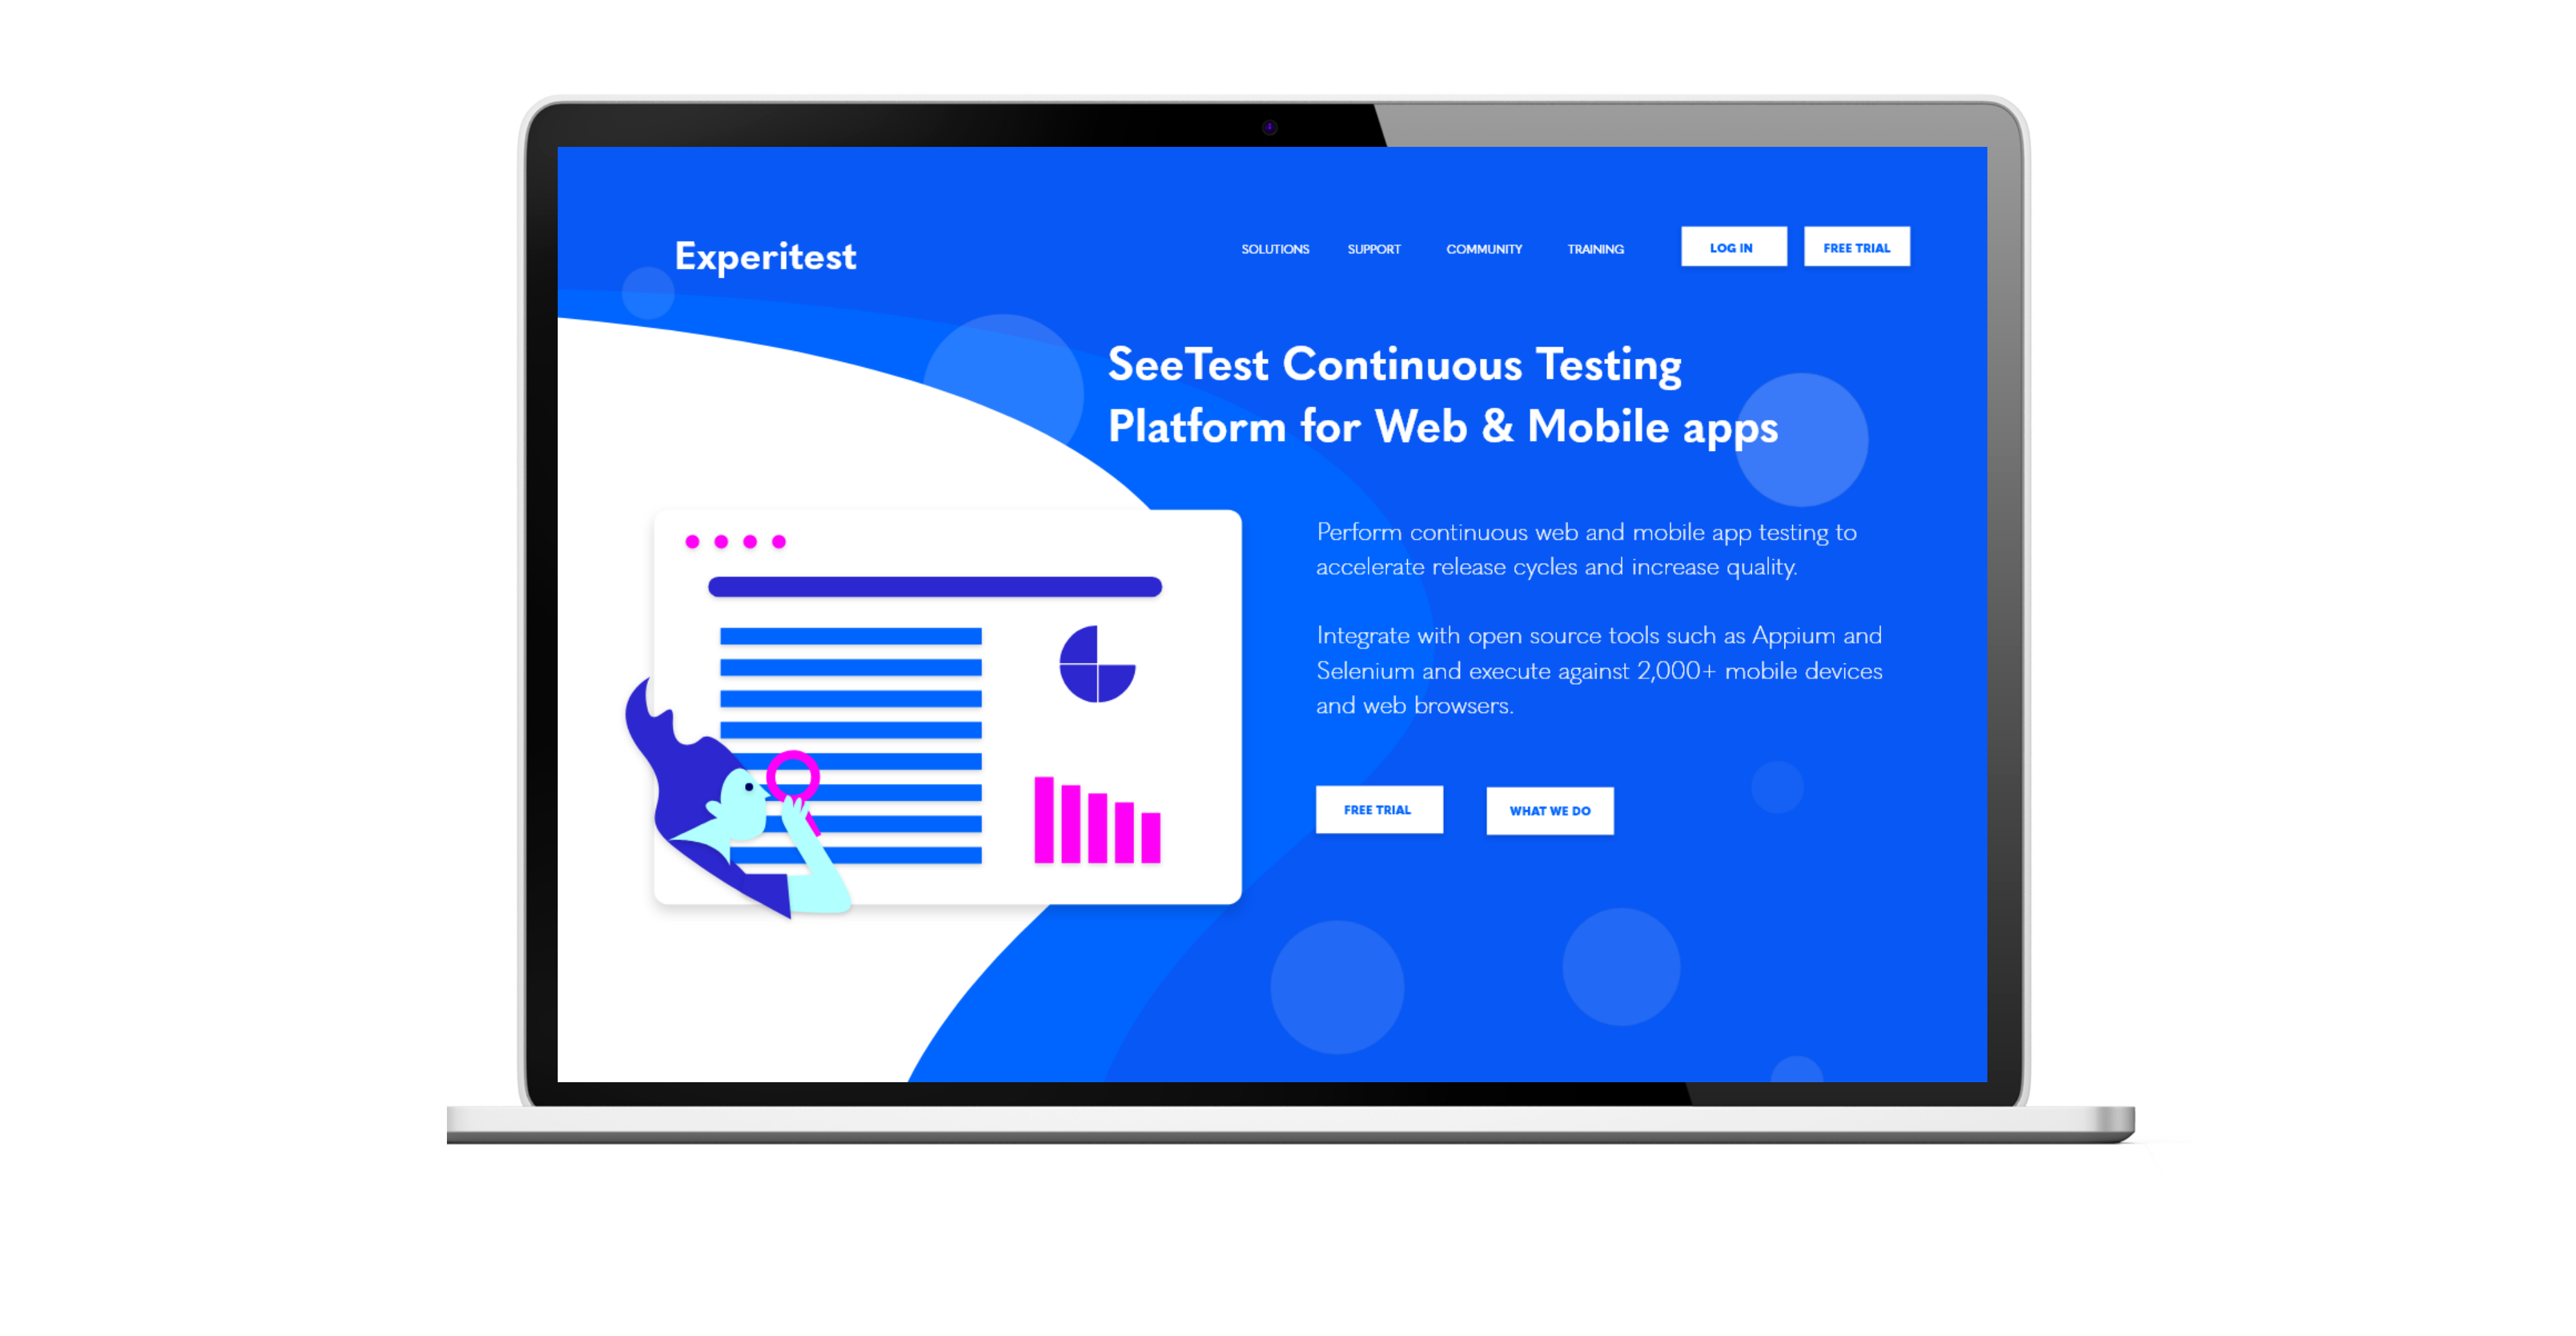 Experitest
SOLUTIONS
SUPPORT
COMMUNITY
TRAINING
LOG IN
FREE TRIAL
SeeTest Continuous Testing
Platform for Web & Mobile apps
Perform continuous web and mobile app testing to
accelerate release cycles and increase quality.
Integrate with open source tools such as Appium and
Selenium and execute against 2,000+ mobile devices
and web browsers.
FREE TRIAL
WHAT WE DO